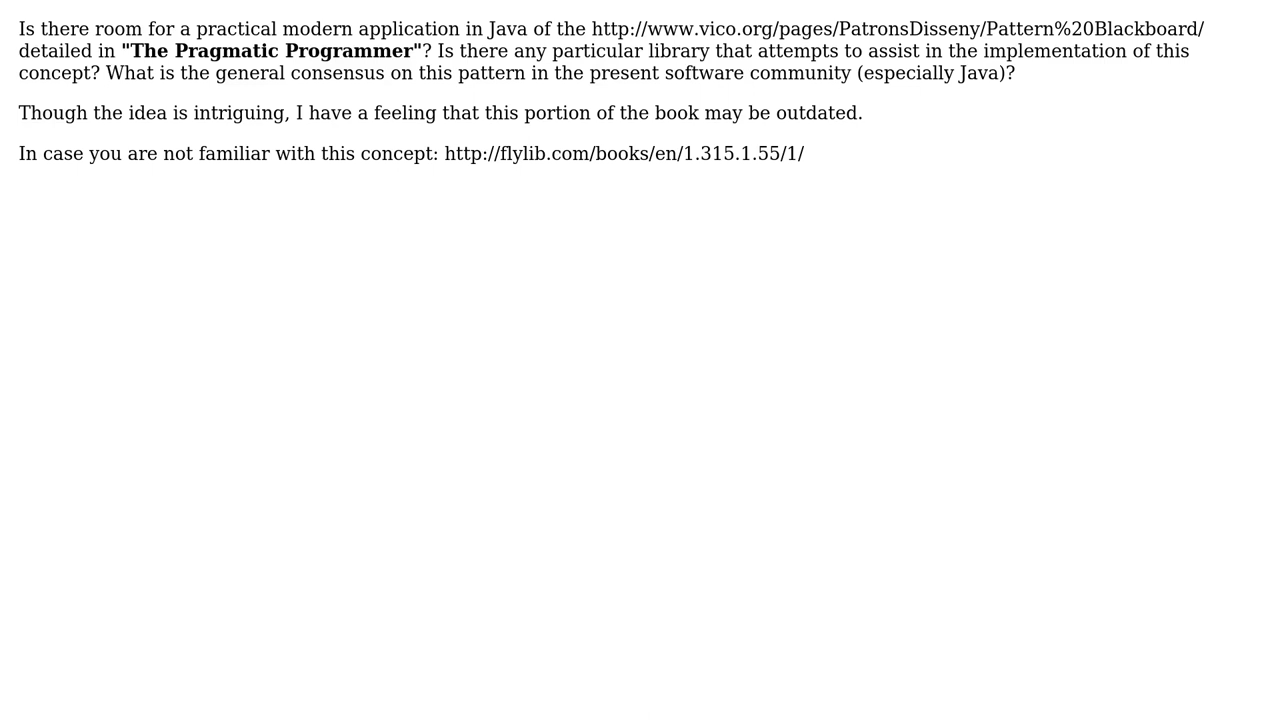 Is there room for a practical modern application in Java of the http://www.vico.org/pages/PatronsDisseny/Pattern%20Blackboard/
detailed in "The Pragmatic Programmer"? Is there any particular library that attempts to assist in the implementation of this
concept? What is the general consensus on this pattern in the present software community (especially Java)?
Though the idea is intriguing, I have a feeling that this portion of the book may be outdated.
In case you are not familiar with this concept: http://flylib.com/books/en/1.315.1.55/1/